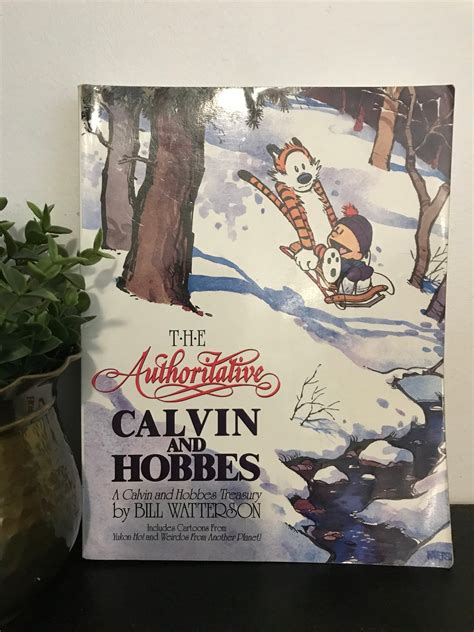 T·H·E
Authoritative
CALVIN
AND
HOBBES
A Calvin and Hobbes Treasury
by BILL WATTERSON
Includes Cartoons From
Yukon Ho! and Weirdos From Another Planet!